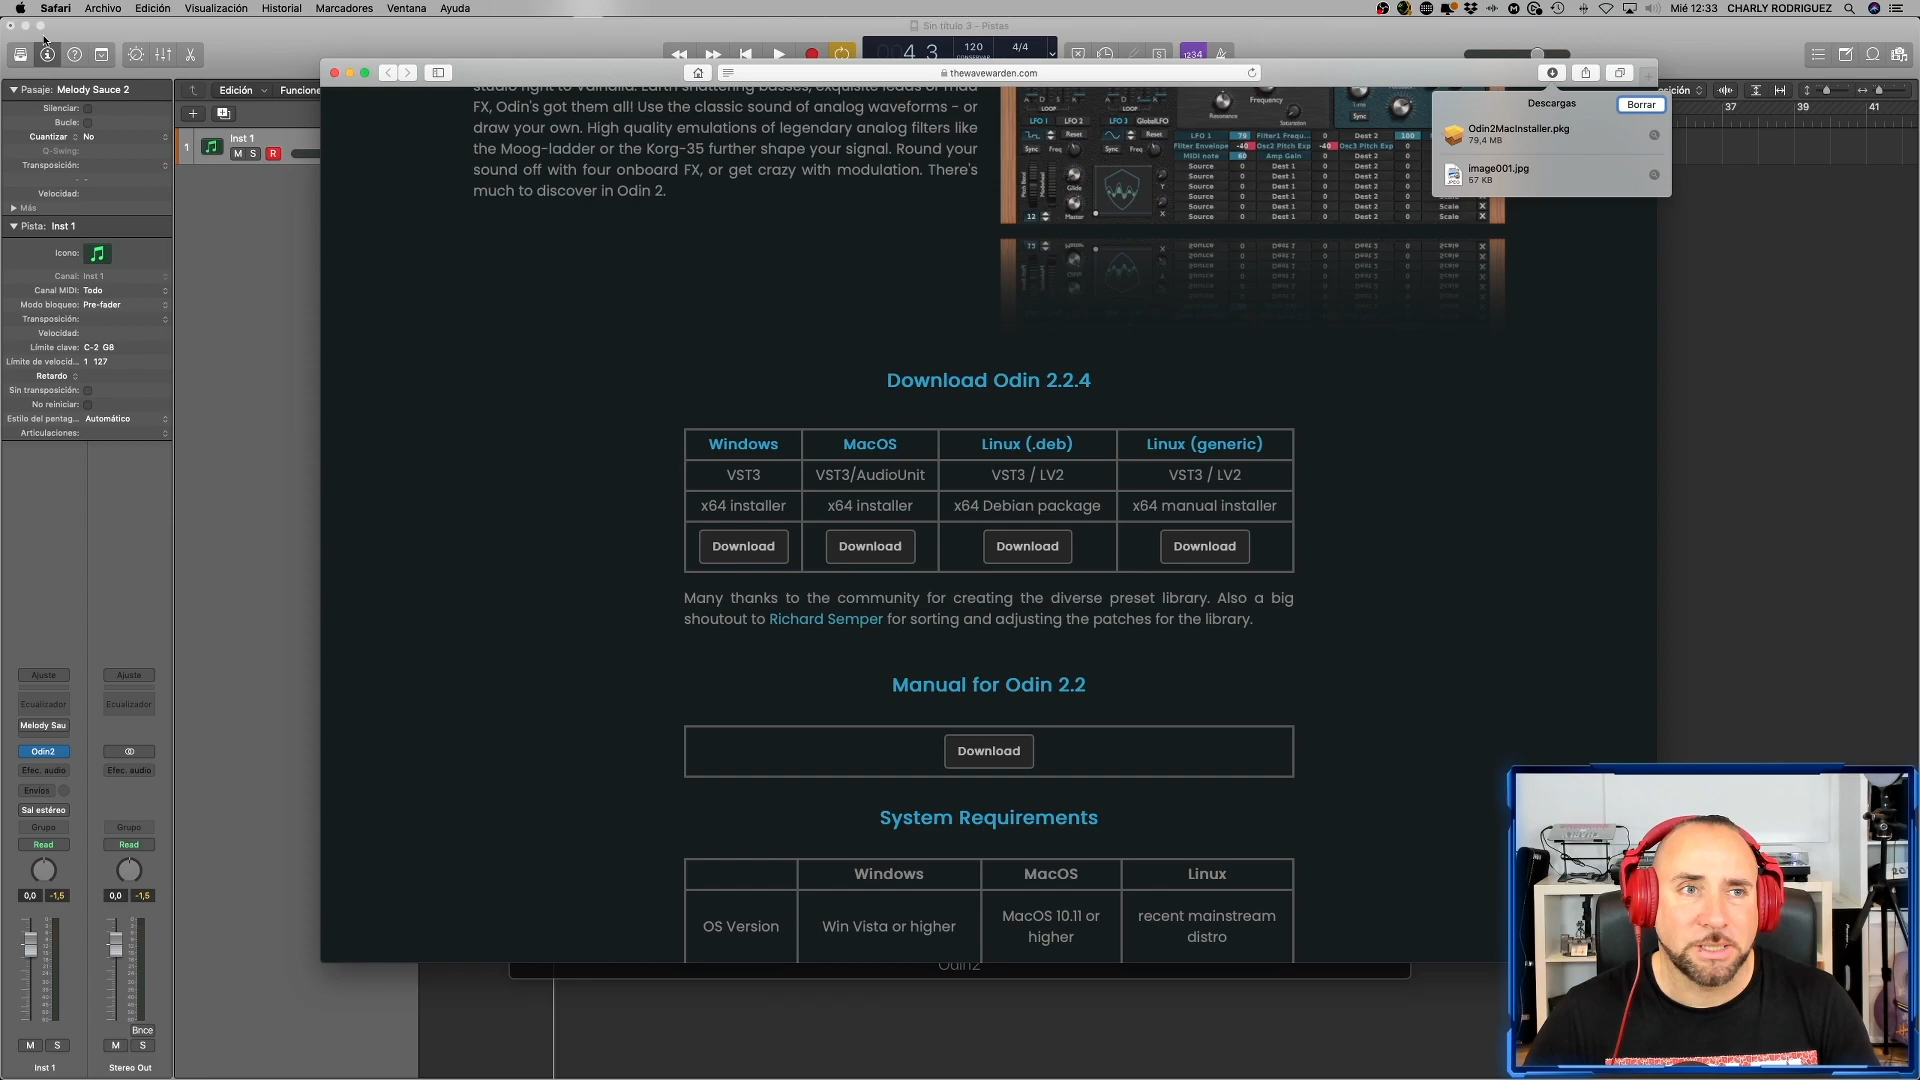 Safari Archivo Edición Visualización Historial Marcadores Ventana Ayuda
Mié 12:33 CHARLY RODRIGUEZ
Sin título 3 - Pistas
4 3 120 4/4
CONSERVAR
1234
Pasaje: Melody Sauce 2
Silenciar:
Bucle:
Cuantizar No
Q-Swing:
Transposición:
Velocidad:
Más
Pista: Inst 1
Icono:
Canal: Inst 1
Canal MIDI: Todo
Modo bloqueo: Pre-fader
Transposición:
Velocidad:
Límite clave: C-2 G8
Límite de velocid... 1 127
Retardo
Sin transposición:
No reiniciar:
Estilo del pentag... Automático
Articulaciones:
Edición Funciones
1 Inst 1
M S R
37 39 41
thewavewarden.com
FX, Odin's got them all! Use the classic sound of analog waveforms - or
draw your own. High quality emulations of legendary analog filters like
the Moog-ladder or the Korg-35 further shape your signal. Round your
sound off with four onboard FX, or get crazy with modulation. There's
much to discover in Odin 2.
Descargas Borrar
Odin2MacInstaller.pkg
79,4 MB
image001.jpg
57 KB
Download Odin 2.2.4
Windows MacOS Linux (.deb) Linux (generic)
VST3 VST3/AudioUnit VST3 / LV2 VST3 / LV2
x64 installer x64 installer x64 Debian package x64 manual installer
Download Download Download Download
Many thanks to the community for creating the diverse preset library. Also a big
shoutout to Richard Semper for sorting and adjusting the patches for the library.
Manual for Odin 2.2
Download
System Requirements
Windows MacOS Linux
OS Version Win Vista or higher MacOS 10.11 or higher recent mainstream distro
Odin2
Ajuste Ajuste
Ecualizador Ecualizador
Melody Sau
Odin2
Efec. audio Efec. audio
Envíos
Sal estéreo
Grupo Grupo
Read Read
0,0 -1,5 0,0 -1,5
Bnce
M S M S
Inst 1 Stereo Out